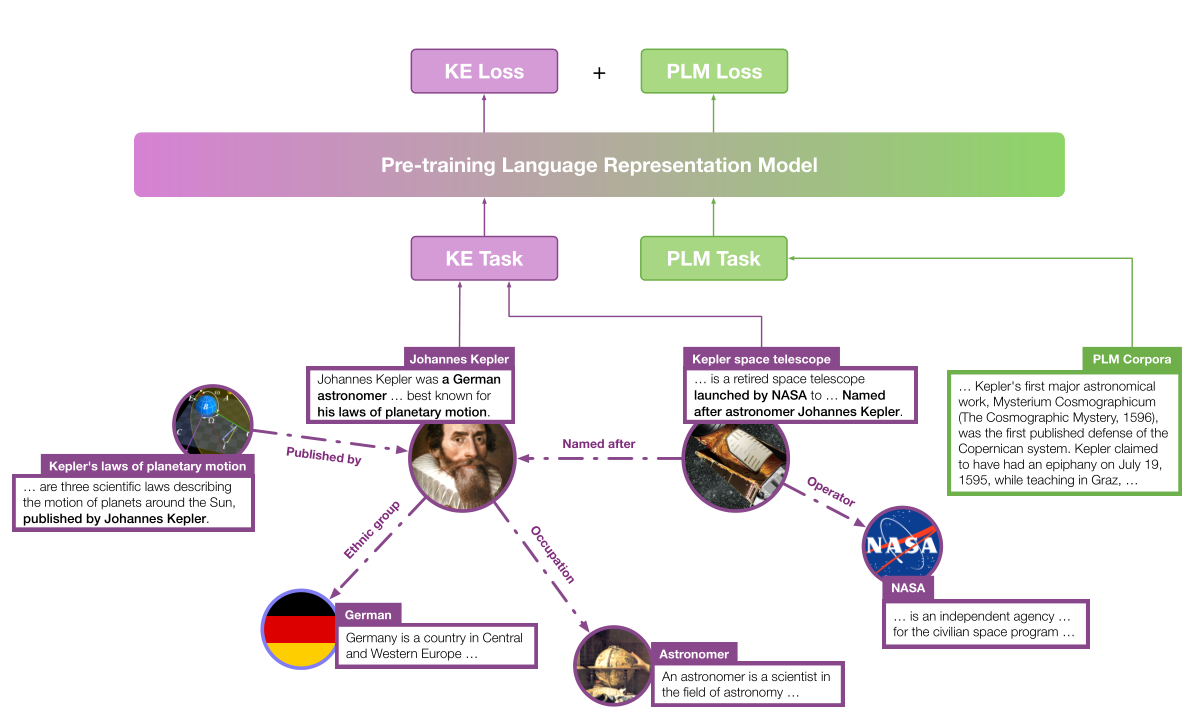 KE Loss
+
PLM Loss
Pre-training Language Representation Model
KE Task
PLM Task
Johannes Kepler
Johannes Kepler was a German
astronomer … best known for
his laws of planetary motion.
Kepler space telescope
… is a retired space telescope
launched by NASA to … Named
after astronomer Johannes Kepler.
PLM Corpora
… Kepler's first major astronomical
work, Mysterium Cosmographicum
(The Cosmographic Mystery, 1596),
was the first published defense of the
Copernican system. Kepler claimed
to have had an epiphany on July 19,
1595, while teaching in Graz, …
Kepler's laws of planetary motion
… are three scientific laws describing
the motion of planets around the Sun,
published by Johannes Kepler.
Published by
Named after
Operator
Ethnic group
Occupation
NASA
NASA
… is an independent agency …
for the civilian space program …
German
Germany is a country in Central
and Western Europe …
Astronomer
An astronomer is a scientist in
the field of astronomy …